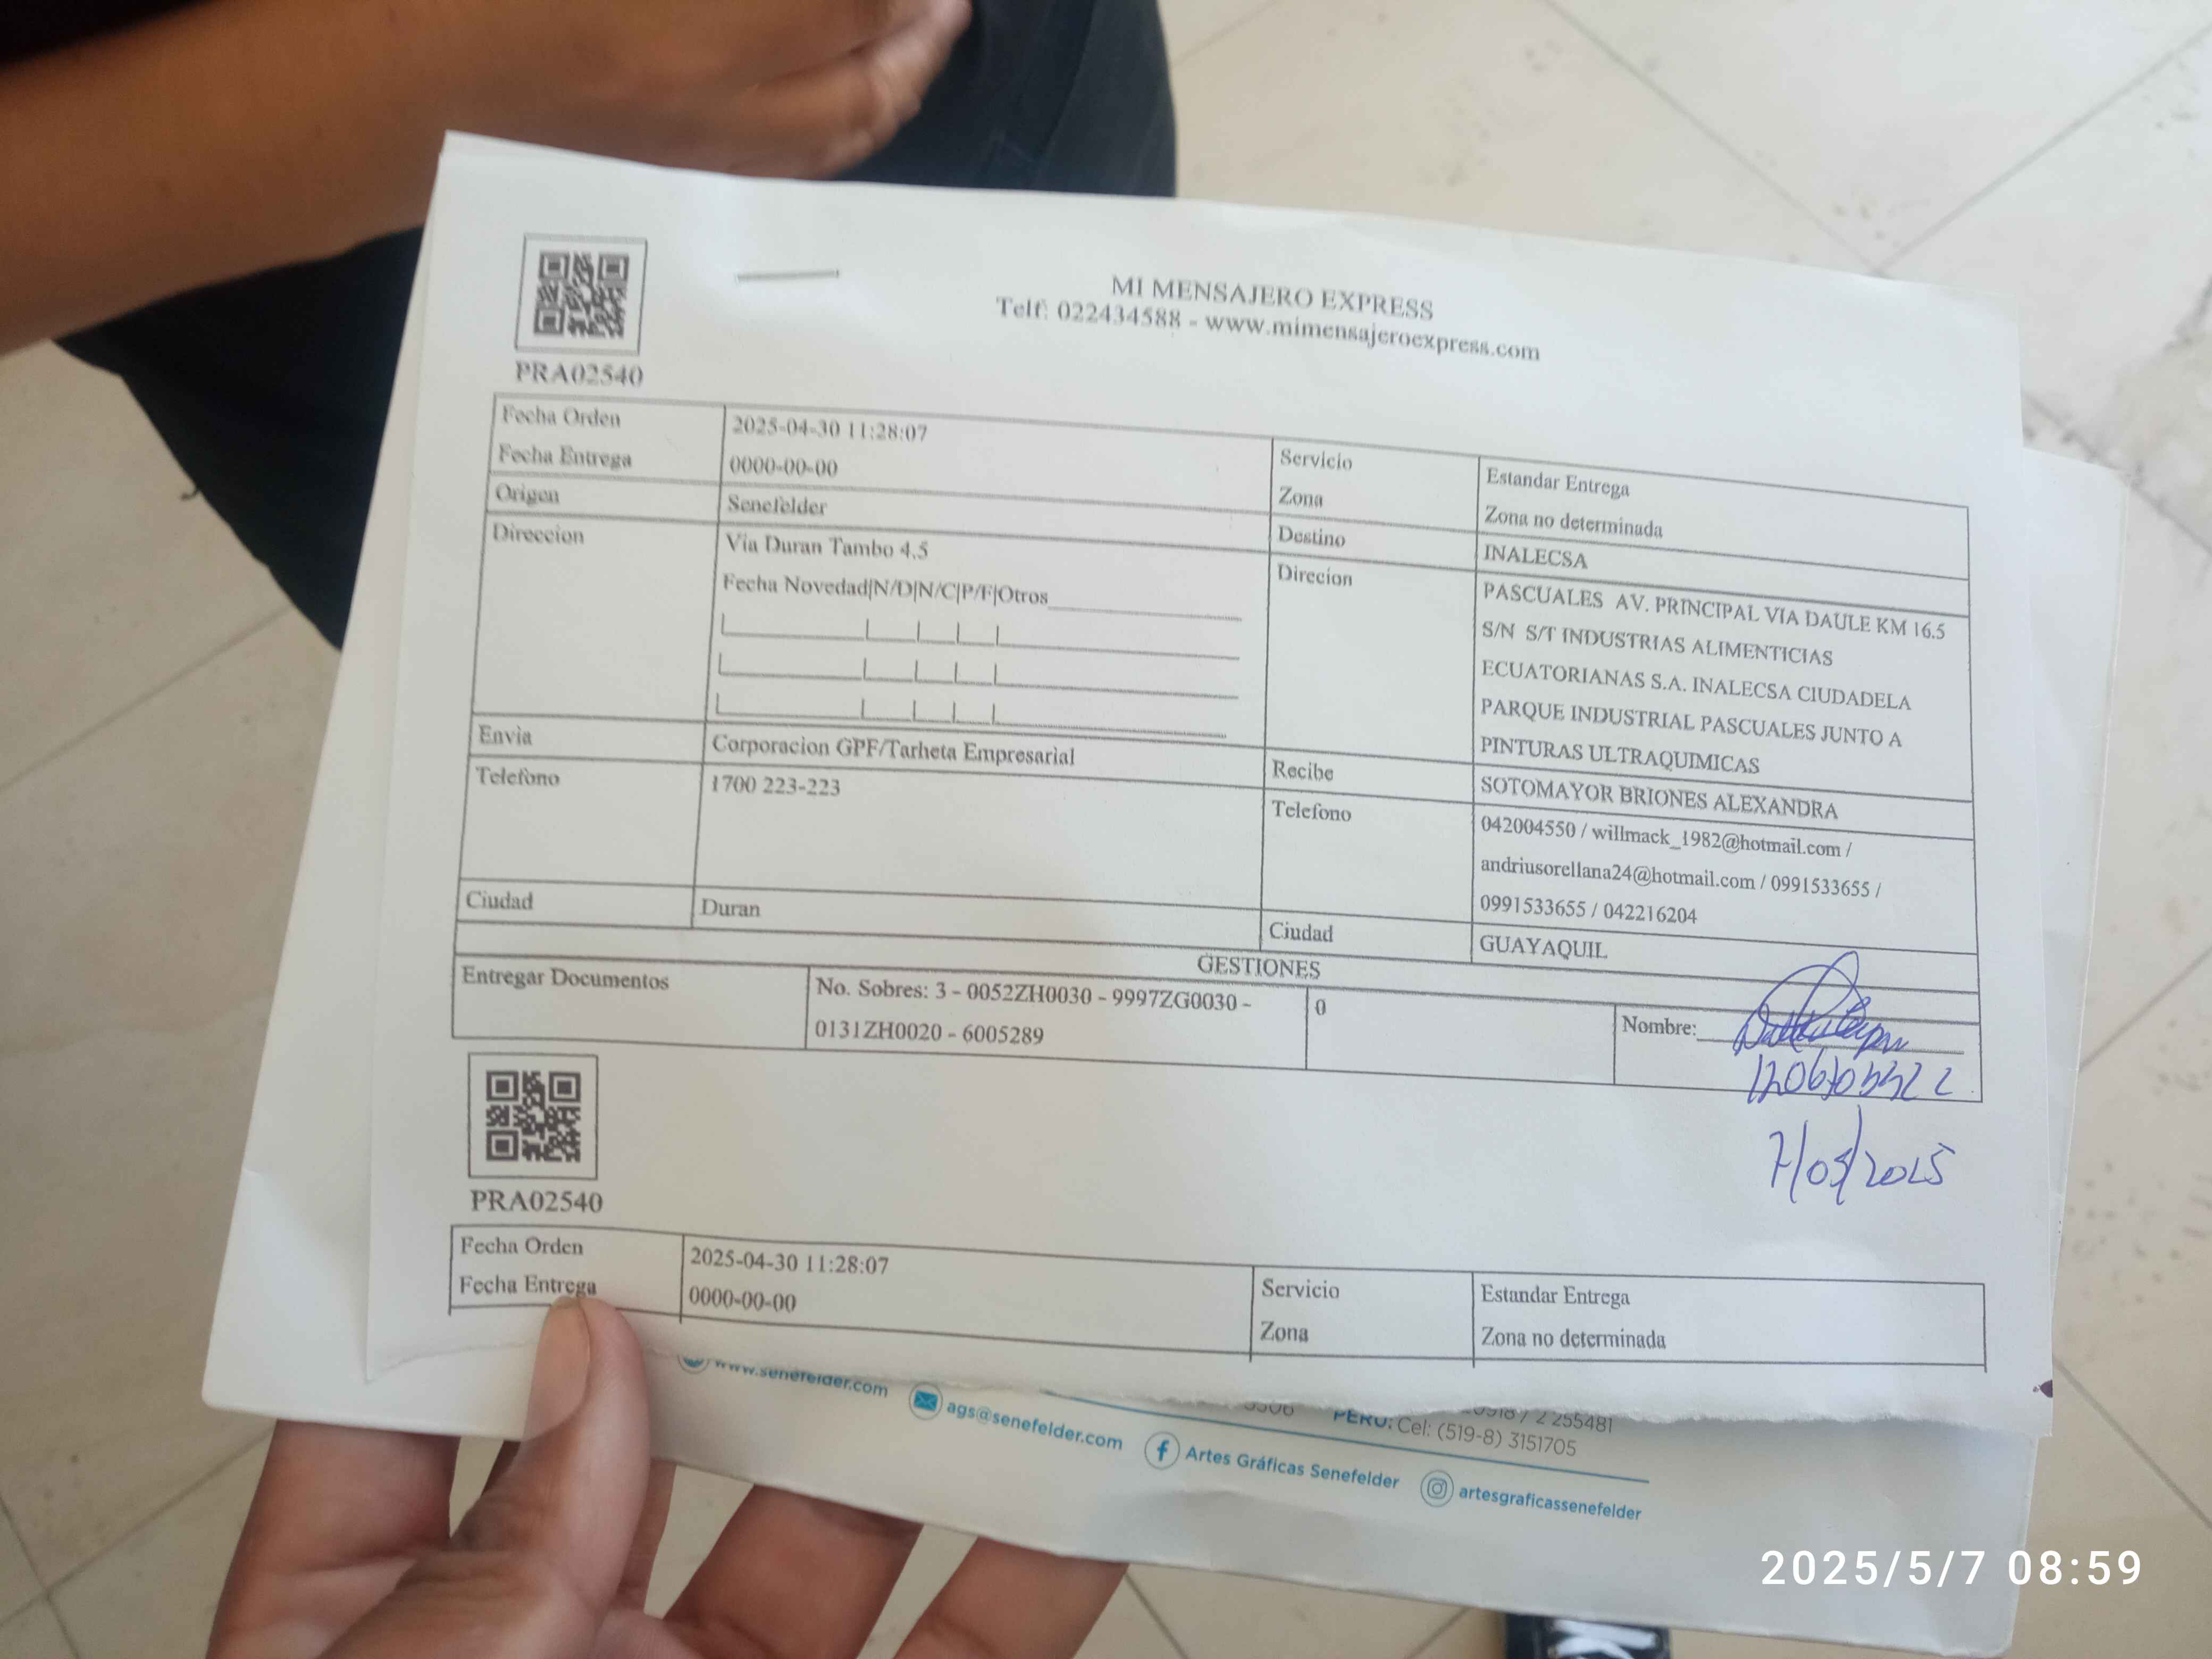 MI MENSAJERO EXPRESS
Telf: 022434588 - www.mimensajeroexpress.com
PRA02540
Fecha Orden 2025-04-30 11:28:07 Servicio Estandar Entrega
Fecha Entrega 0000-00-00 Zona Zona no determinada
Origen Senefelder Destino INALECSA
Direccion Via Duran Tambo 4.5 Direcion PASCUALES AV. PRINCIPAL VIA DAULE KM 16.5
Fecha Novedad|N/D|N/C|P/F|Otros S/N S/T INDUSTRIAS ALIMENTICIAS
ECUATORIANAS S.A. INALECSA CIUDADELA
PARQUE INDUSTRIAL PASCUALES JUNTO A
PINTURAS ULTRAQUIMICAS
Envia Corporacion GPF/Tarheta Empresarial Recibe SOTOMAYOR BRIONES ALEXANDRA
Telefono 1700 223-223 Telefono 042004550 / willmack_1982@hotmail.com /
andriusorellana24@hotmail.com / 0991533655 /
0991533655 / 042216204
Ciudad Duran Ciudad GUAYAQUIL
GESTIONES
Entregar Documentos No. Sobres: 3 - 0052ZH0030 - 9997ZG0030 - 0 Nombre:
0131ZH0020 - 6005289
7/05/2025
PRA02540
Fecha Orden 2025-04-30 11:28:07 Servicio Estandar Entrega
Fecha Entrega 0000-00-00 Zona Zona no determinada
www.senefelder.com
2 255481
PERU: Cel: (519-8) 3151705
ags@senefelder.com
Artes Gráficas Senefelder
artesgraficassenefelder
2025/5/7 08:59